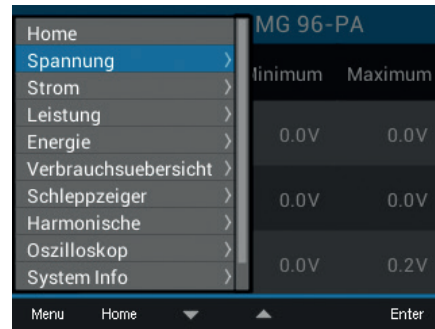 MG 96-PA
Home
Spannung
Strom
Leistung
Energie
Verbrauchsuebersicht
Schleppzeiger
Harmonische
Oszilloskop
System Info
Minimum Maximum
0.0V 0.0V
0.0V 0.0V
0.0V 0.2V
Menu Home Enter